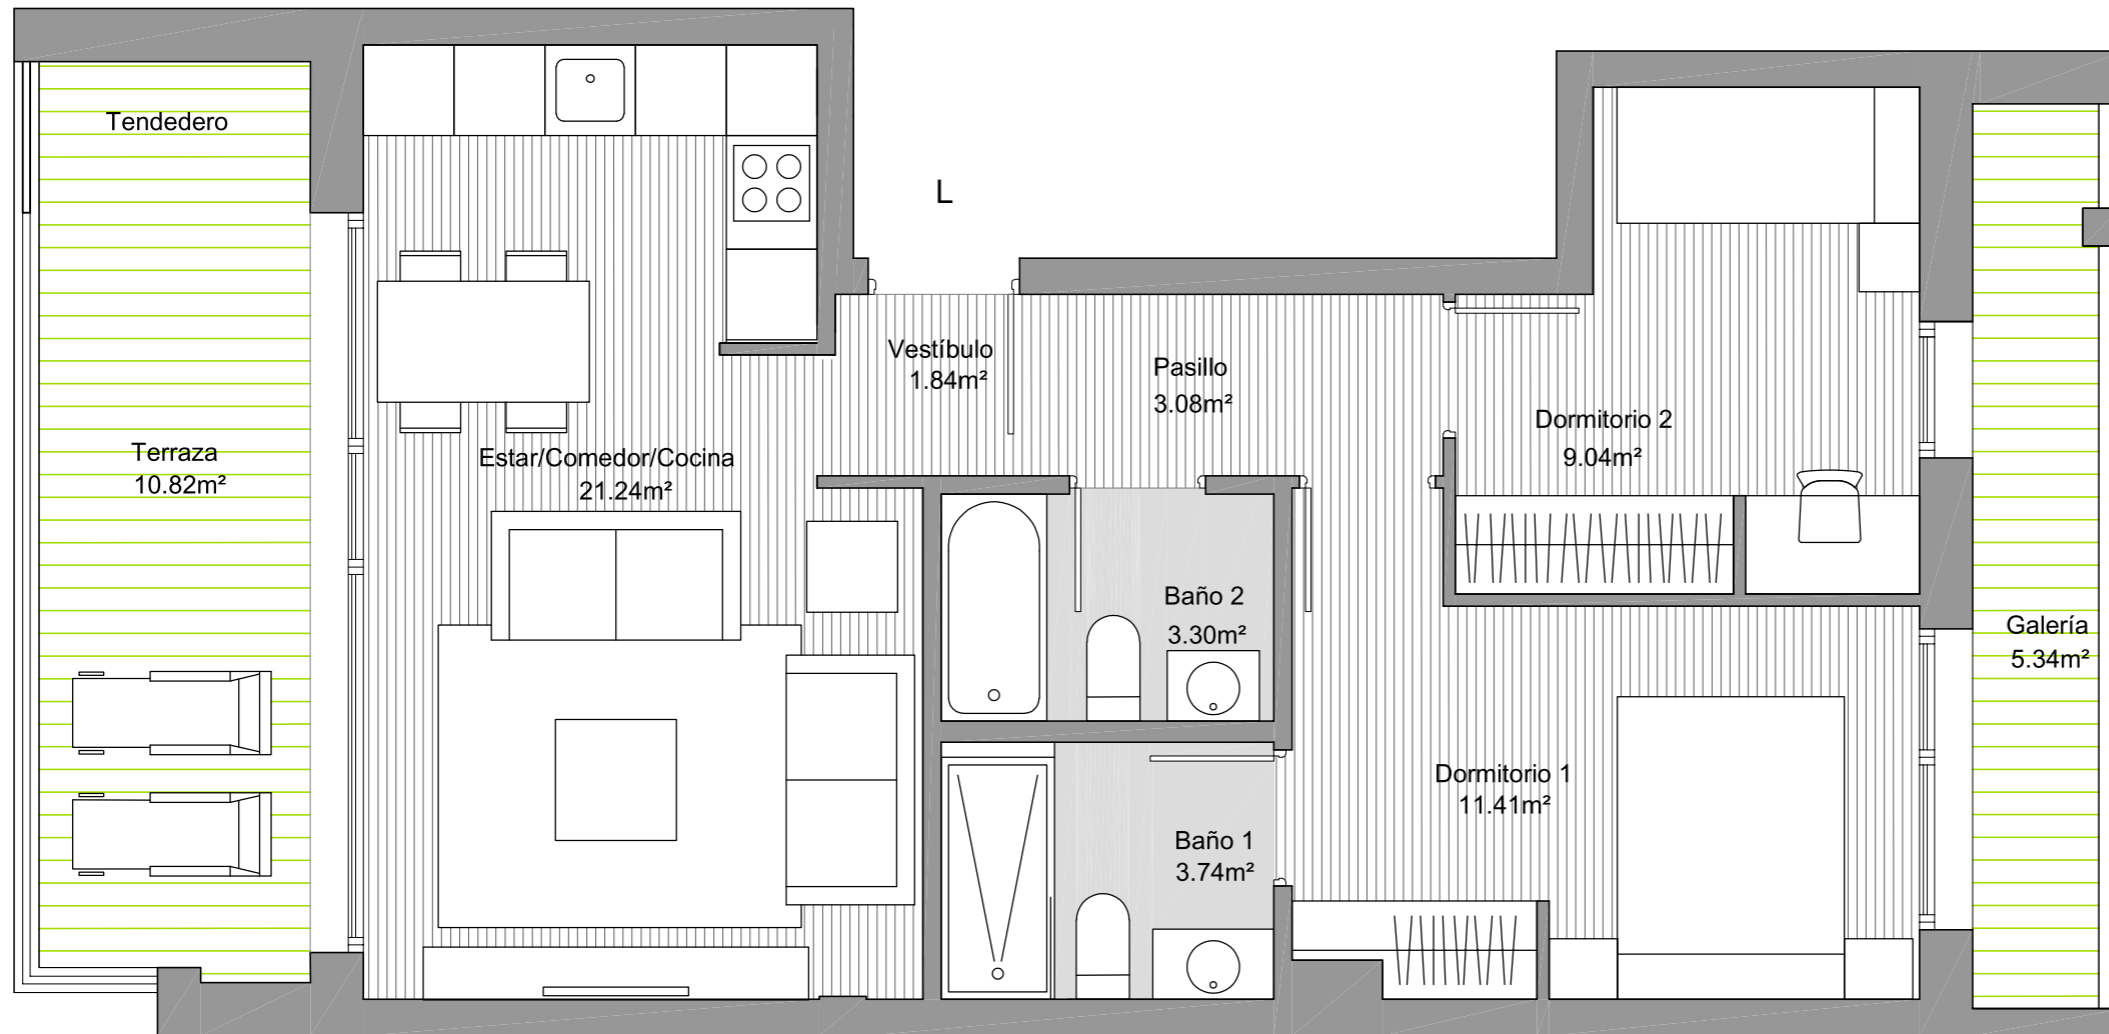 Tendedero
L
Vestíbulo
1.84m²
Pasillo
3.08m²
Dormitorio 2
9.04m²
Terraza
10.82m²
Estar/Comedor/Cocina
21.24m²
Baño 2
3.30m²
Galería
5.34m²
Dormitorio 1
11.41m²
Baño 1
3.74m²